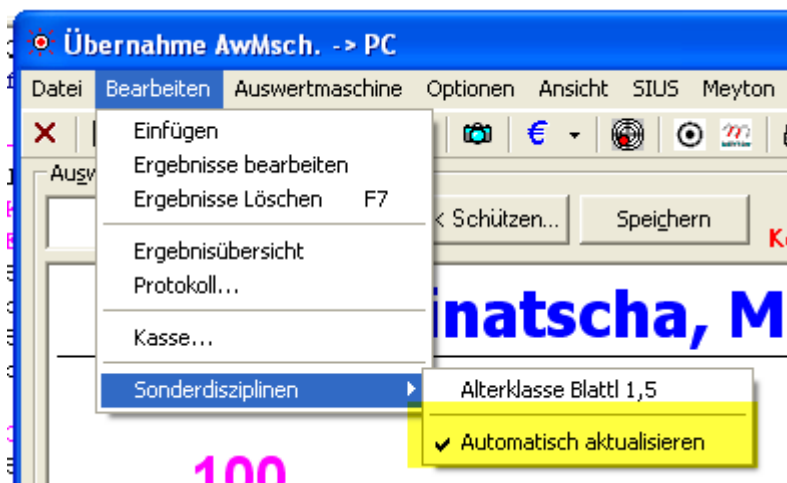 Übernahme AwMsch. -> PC
Datei Bearbeiten Auswertmaschine Optionen Ansicht SIUS Meyton
Einfügen
Ergebnisse bearbeiten
Ergebnisse Löschen F7
Schützen... Speichern
Ergebnisübersicht
Protokoll...
inatscha, M
Kasse...
Sonderdisziplinen
Alterklasse Blattl 1,5
Automatisch aktualisieren
100